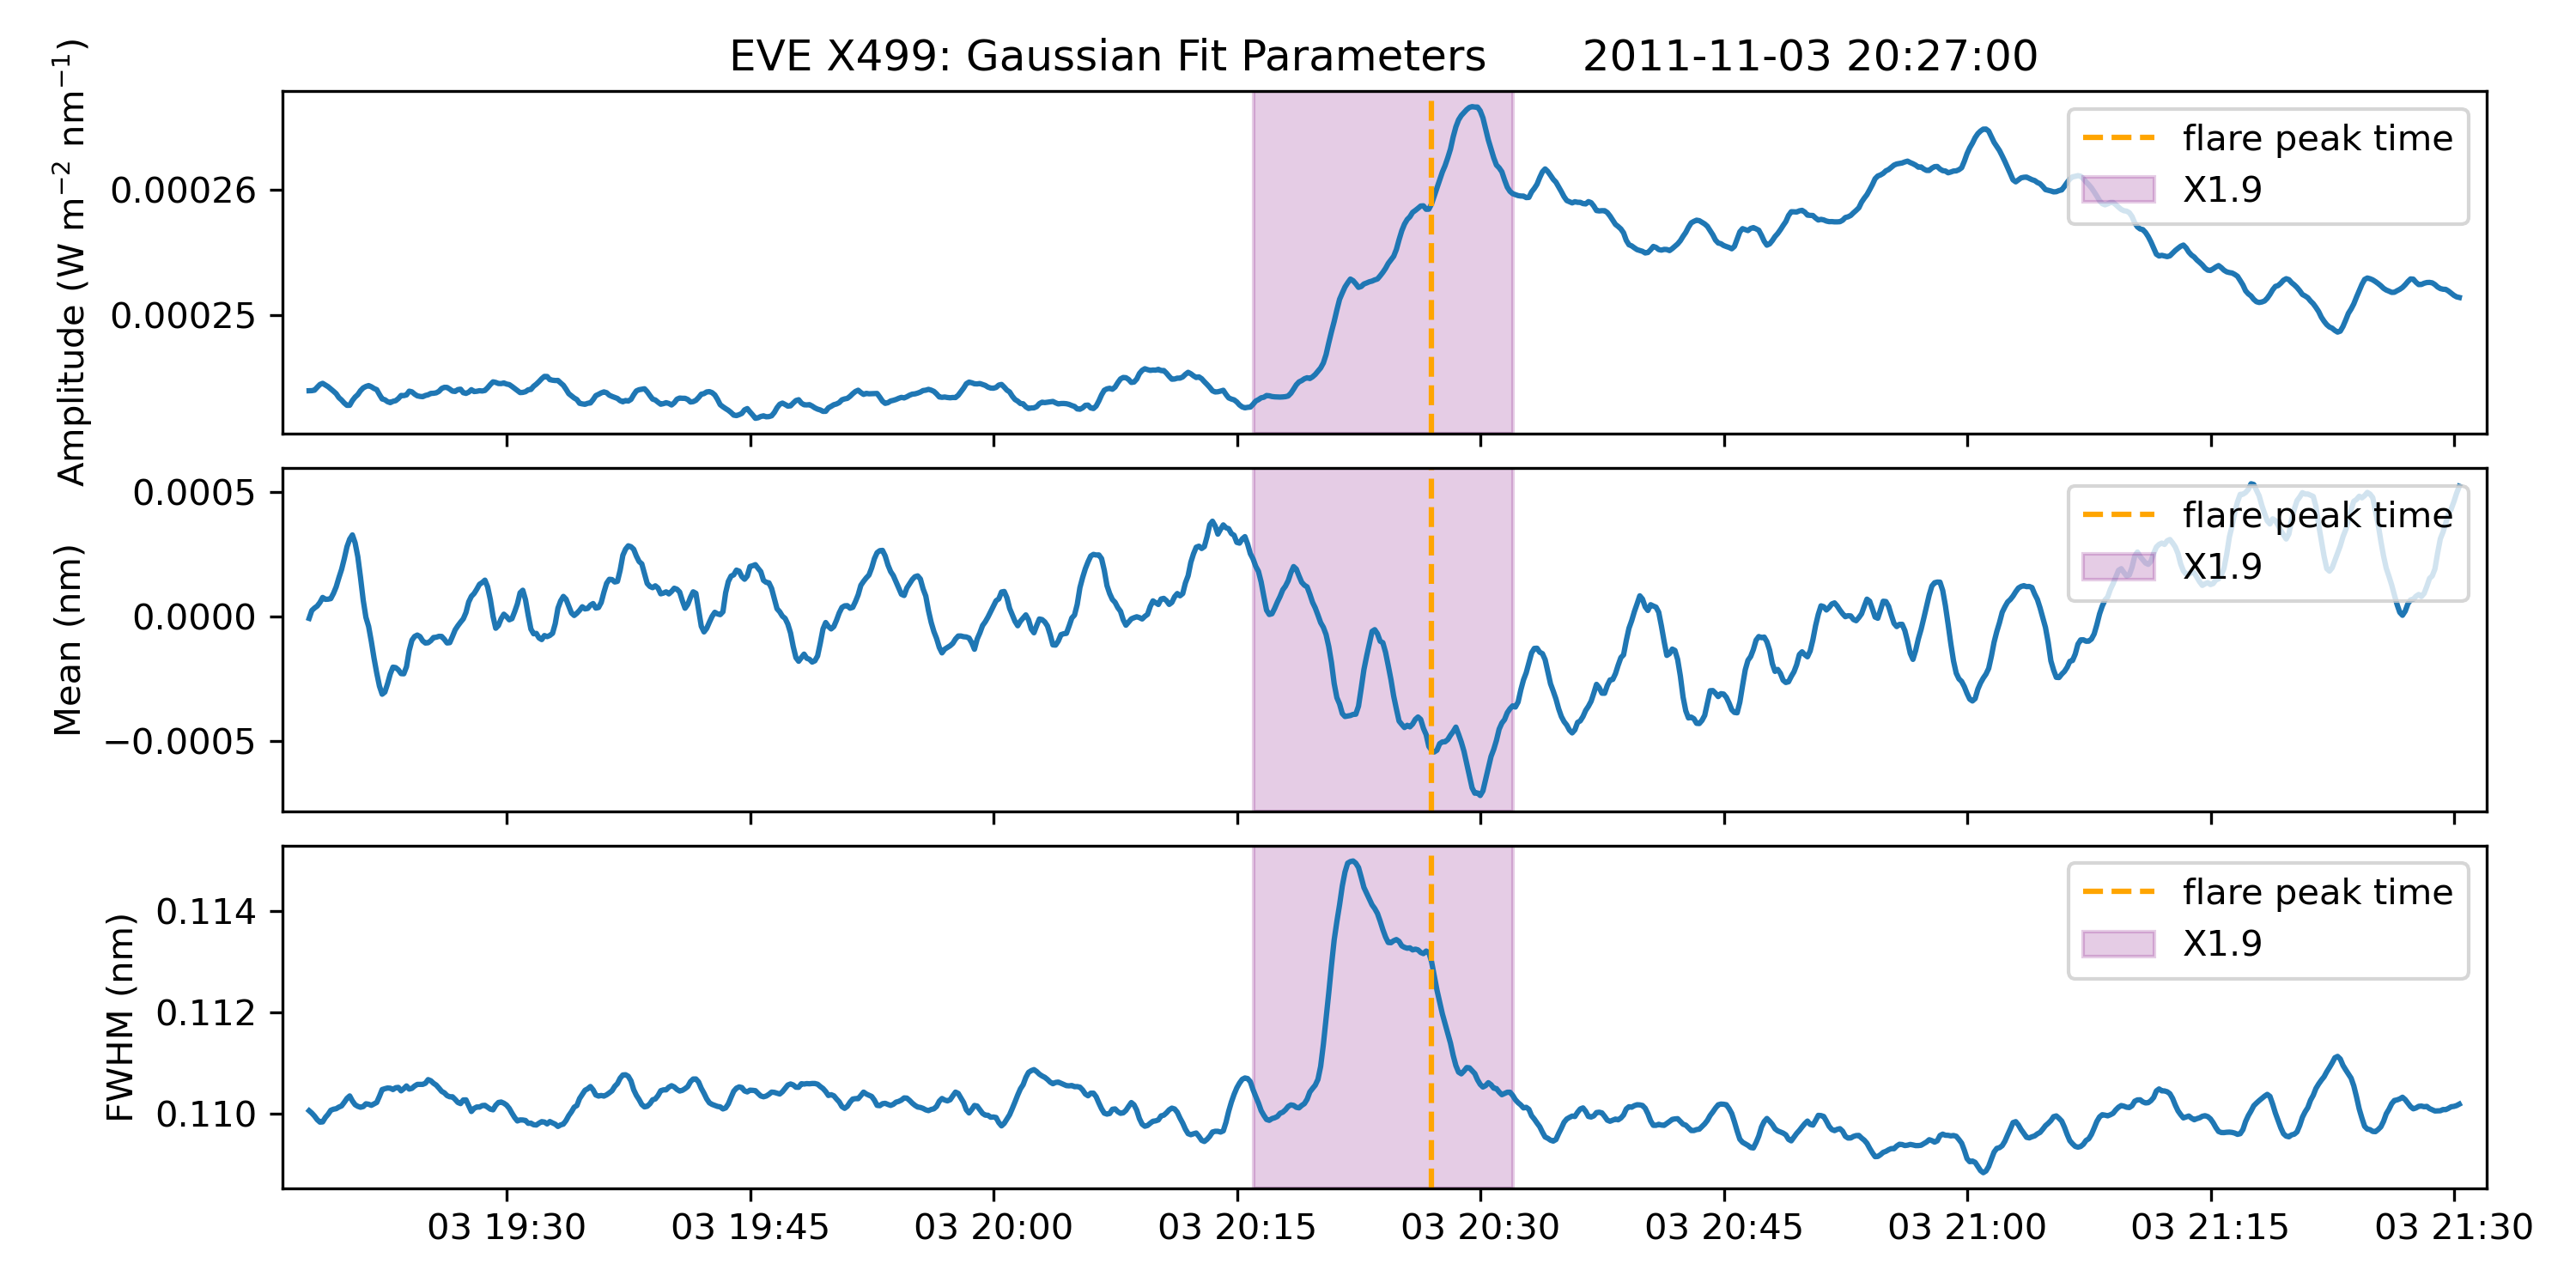 EVE X499: Gaussian Fit Parameters 2011-11-03 20:27:00
Amplitude (W m⁻² nm⁻¹)
0.00026
0.00025
flare peak time
X1.9
Mean (nm)
0.0005
0.0000
−0.0005
flare peak time
X1.9
FWHM (nm)
0.114
0.112
0.110
flare peak time
X1.9
03 19:30 03 19:45 03 20:00 03 20:15 03 20:30 03 20:45 03 21:00 03 21:15 03 21:30